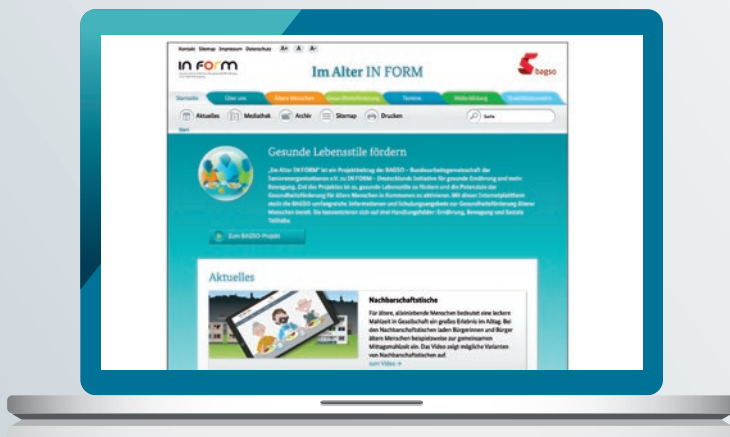 Kontakt Sitemap Impressum Datenschutz A+ A A-
IN FORM
Im Alter IN FORM
bagso
Startseite Über uns Ältere Menschen Gesundheitsförderung Termine Weiterbildung
Aktuelles Mediathek Archiv Sitemap Drucken Suche
Start
Gesunde Lebensstile fördern
„Im Alter IN FORM“ ist ein Projektbeitrag der BAGSO – Bundesarbeitsgemeinschaft der
Seniorenorganisationen e.V. zu IN FORM – Deutschlands Initiative für gesunde Ernährung und mehr
Bewegung. Ziel des Projektes ist es, gesunde Lebensstile zu fördern und die Potenziale der
Gesundheitsförderung für ältere Menschen in Kommunen zu aktivieren. Mit dieser Internetplattform
stellt die BAGSO umfangreiche Informationen und Schulungsangebote zur Gesundheitsförderung älterer
Menschen bereit. Sie konzentrieren sich auf drei Handlungsfelder: Ernährung, Bewegung und Soziale
Teilhabe.
Zum BAGSO-Projekt
Aktuelles
Nachbarschaftstische
Für ältere, alleinlebende Menschen bedeutet eine leckere
Mahlzeit in Gesellschaft ein großes Erlebnis im Alltag. Bei
den Nachbarschaftstischen laden Bürgerinnen und Bürger
ältere Menschen beispielsweise zur gemeinsamen
Mittagsmahlzeit ein. Das Video zeigt mögliche Varianten
von Nachbarschaftstischen auf.
zum Video →